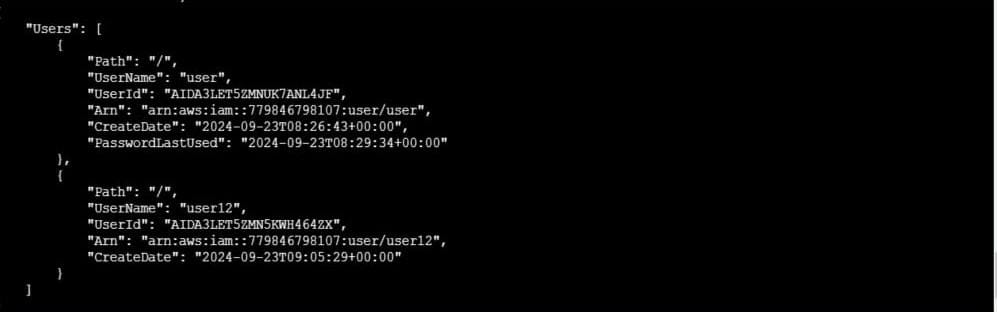 "Users": [
{
"Path": "/",
"UserName": "user",
"UserId": "AIDA3LET5ZMNUK7ANL4JF",
"Arn": "arn:aws:iam::779846798107:user/user",
"CreateDate": "2024-09-23T08:26:43+00:00",
"PasswordLastUsed": "2024-09-23T08:29:34+00:00"
},
{
"Path": "/",
"UserName": "user12",
"UserId": "AIDA3LET5ZMN5KWH464ZX",
"Arn": "arn:aws:iam::779846798107:user/user12",
"CreateDate": "2024-09-23T09:05:29+00:00"
}
]